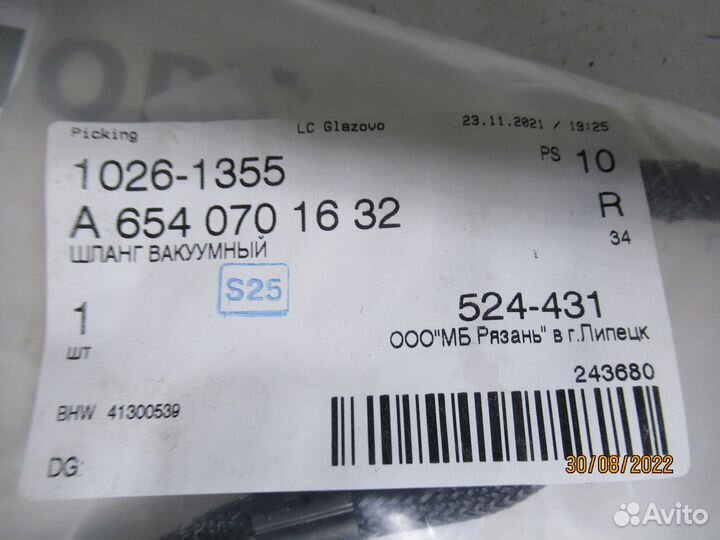 Picking LC Glazovo 23.11.2021 / 19:25
1026-1355 PS 10
A 654 070 16 32 R
ШЛАНГ ВАКУУМНЫЙ 34
S25
1 524-431
шт ООО"МБ Рязань" в г.Липецк
243680
BHW 41300539
DG:
30/08/2022
Avito